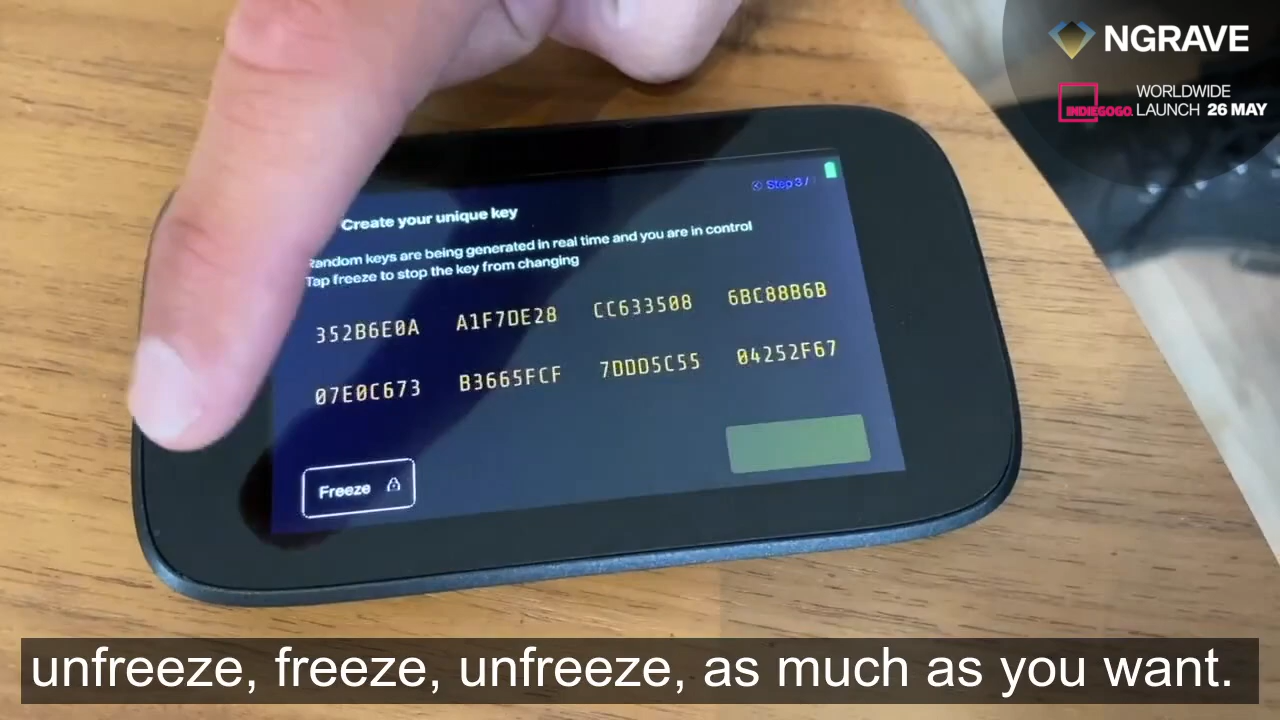 NGRAVE
INDIEGOGO.
WORLDWIDE
LAUNCH 26 MAY
Step 3 /
Create your unique key
Random keys are being generated in real time and you are in control
Tap freeze to stop the key from changing
352B6E0A A1F7DE28 CC633508 6BC88B6B
07E0C673 B3665FCF 7DDD5C55 04252F67
Freeze
unfreeze, freeze, unfreeze, as much as you want.